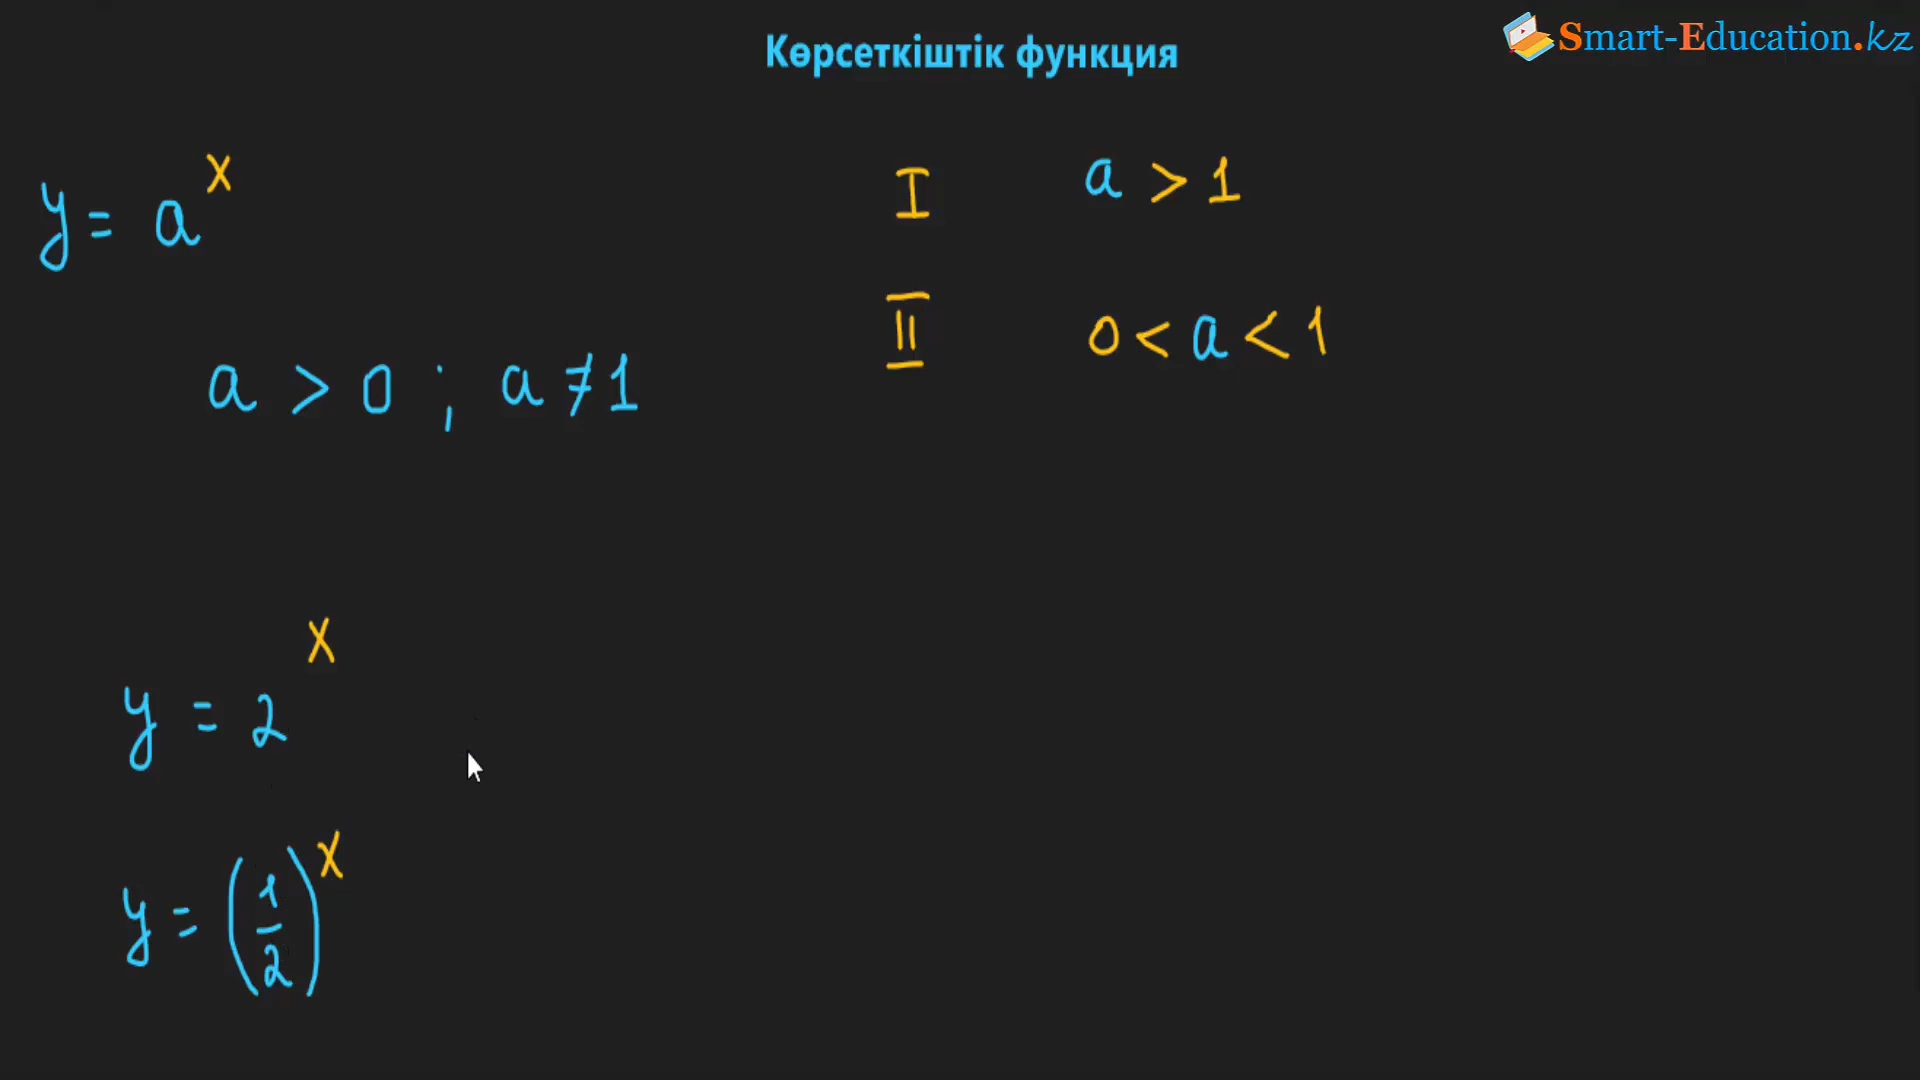 Көрсеткіштік функция
Smart-Education.kz
y = a^x
a > 0 ; a ≠ 1
I a > 1
II 0 < a < 1
y = 2^x
y = (1/2)^x